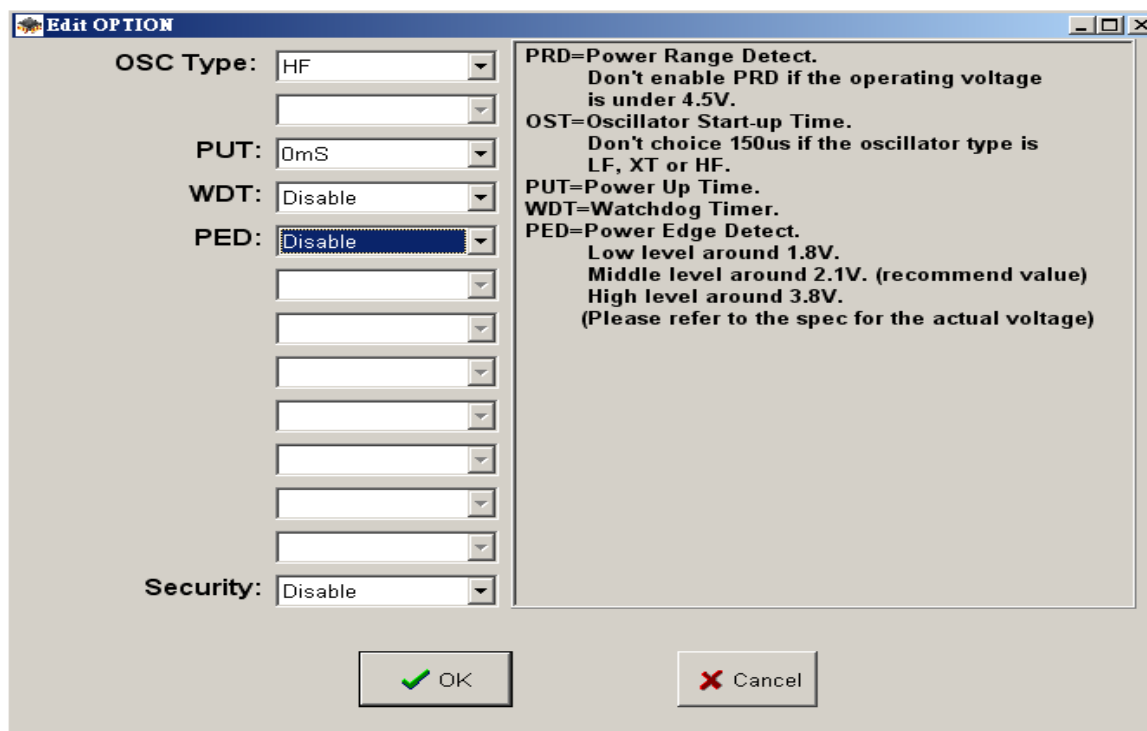 Edit OPTION
OSC Type: HF
PUT: 0mS
WDT: Disable
PED: Disable
Security: Disable
PRD=Power Range Detect.
Don't enable PRD if the operating voltage
is under 4.5V.
OST=Oscillator Start-up Time.
Don't choice 150us if the oscillator type is
LF, XT or HF.
PUT=Power Up Time.
WDT=Watchdog Timer.
PED=Power Edge Detect.
Low level around 1.8V.
Middle level around 2.1V. (recommend value)
High level around 3.8V.
(Please refer to the spec for the actual voltage)
OK
Cancel